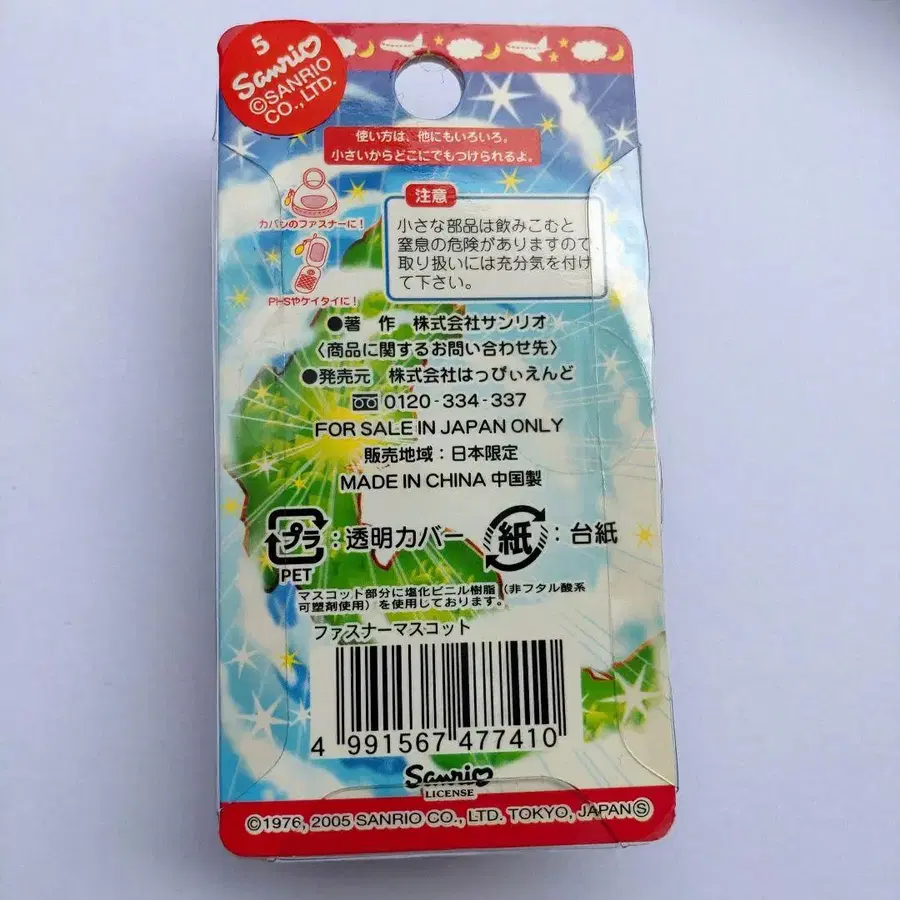 5
Sanrio
©SANRIO
CO., LTD.
使い方は、他にもいろいろ。
小さいからどこにでもつけられるよ。
カバンのファスナーに!
PHSやケイタイに!
注意
小さな部品は飲みこむと
窒息の危険がありますので
取り扱いには充分気を付け
て下さい。
●著 作 株式会社サンリオ
〈商品に関するお問い合わせ先〉
●発売元 株式会社はっぴぃえんど
0120-334-337
FOR SALE IN JAPAN ONLY
販売地域：日本限定
MADE IN CHINA 中国製
プラ：透明カバー 紙：台紙
PET
マスコット部分に塩化ビニル樹脂（非フタル酸系
可塑剤使用）を使用しております。
ファスナーマスコット
4 991567 477410
Sanrio
LICENSE
©1976, 2005 SANRIO CO., LTD. TOKYO, JAPAN Ⓢ